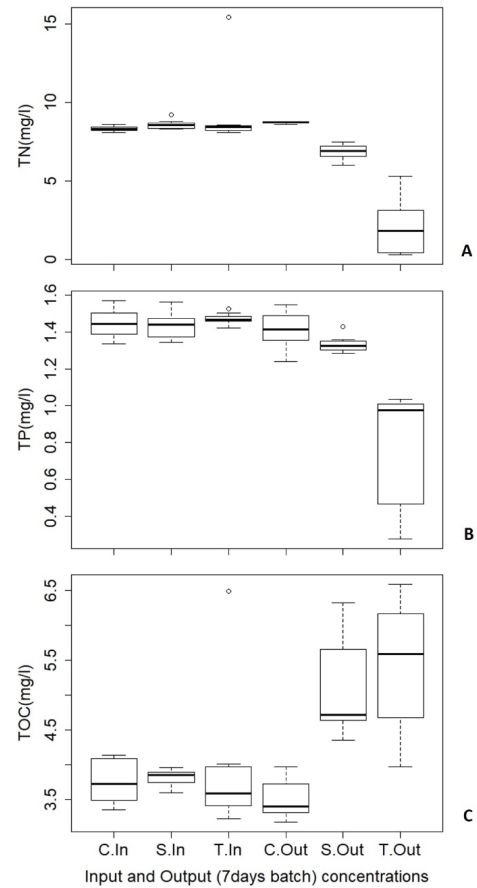 15
10
5
0
TN(mg/l)
A
1.6
1.4
1.2
1.0
0.8
0.6
0.4
TP(mg/l)
B
6.5
5.5
4.5
3.5
TOC(mg/l)
C
C.In S.In T.In C.Out S.Out T.Out
Input and Output (7days batch) concentrations